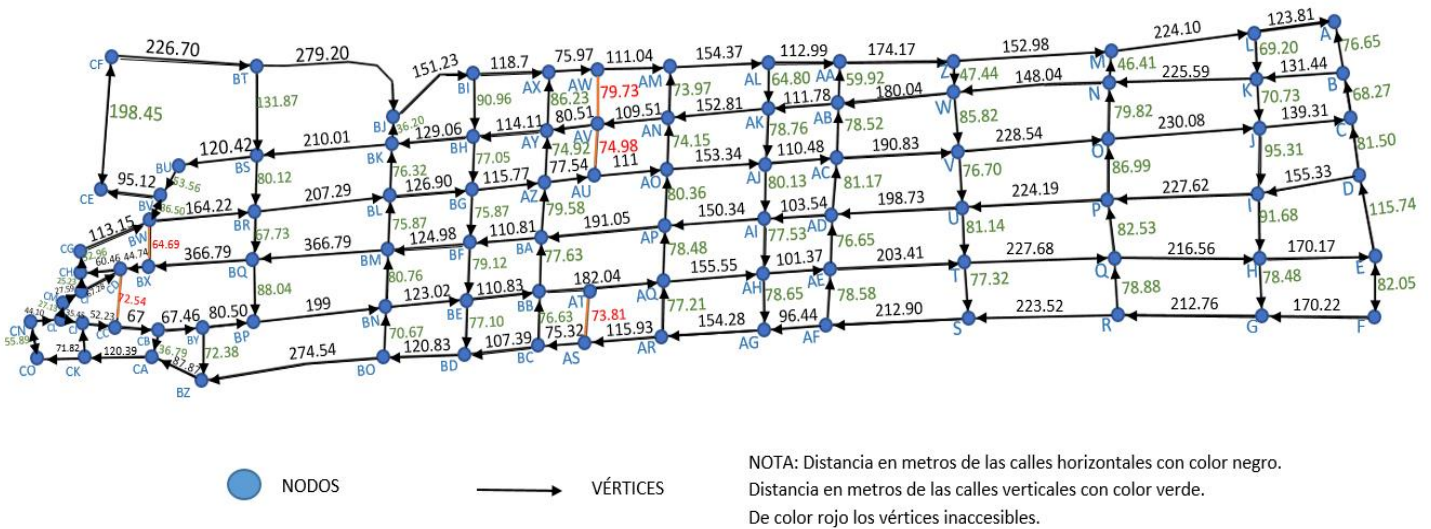 226.70 279.20 151.23 118.7 75.97 111.04 154.37 112.99 174.17 152.98 224.10 123.81
CF BT BI AX AW AM AL AA Z M L A
198.45 131.87 90.96 86.23 79.73 73.97 64.80 59.92 47.44 46.41 69.20 76.65
BJ 36.20
120.42 210.01 129.06 114.11 80.51 109.51 152.81 111.78 180.04 148.04 225.59 131.44
BU BS BK BH AY AV AN AK AB W N K B
53.56 80.12 76.32 77.05 74.92 74.98 74.15 78.76 78.52 85.82 79.82 70.73 68.27
95.12 207.29 126.90 115.77 77.54 111 153.34 110.48 190.83 228.54 230.08 139.31
CE BV BL BG AZ AU AO AJ AC V O J C
36.50 164.22
113.15 BW BR
64.69 67.73 75.87 75.87 79.58 80.36 80.13 81.17 76.70 86.99 95.31 81.50
CG
60.46 44.74 366.79 366.79 124.98 110.81 191.05 150.34 103.54 198.73 224.19 227.62 155.33
CH BX BQ BM BF BA AP AI AD U P I D
72.54 88.04 80.76 79.12 77.63 78.48 77.53 76.65 81.14 82.53 91.68 115.74
44.10 52.23 67 67.46 80.50 199 123.02 110.83 182.04 155.55 101.37 203.41 227.68 216.56 170.17
CN CL CC CB BY BP BN BE BB AT AQ AH AE T Q H E
55.89 36.79 72.38 70.67 77.10 76.63 73.81 77.21 78.65 78.58 77.32 78.88 78.48 82.05
71.82 120.39 87.87 274.54 120.83 107.39 75.32 115.93 154.28 96.44 212.90 223.52 212.76 170.22
CO CK CA BZ BO BD BC AS AR AG AF S R G F
NODOS
VÉRTICES
NOTA: Distancia en metros de las calles horizontales con color negro.
Distancia en metros de las calles verticales con color verde.
De color rojo los vértices inaccesibles.